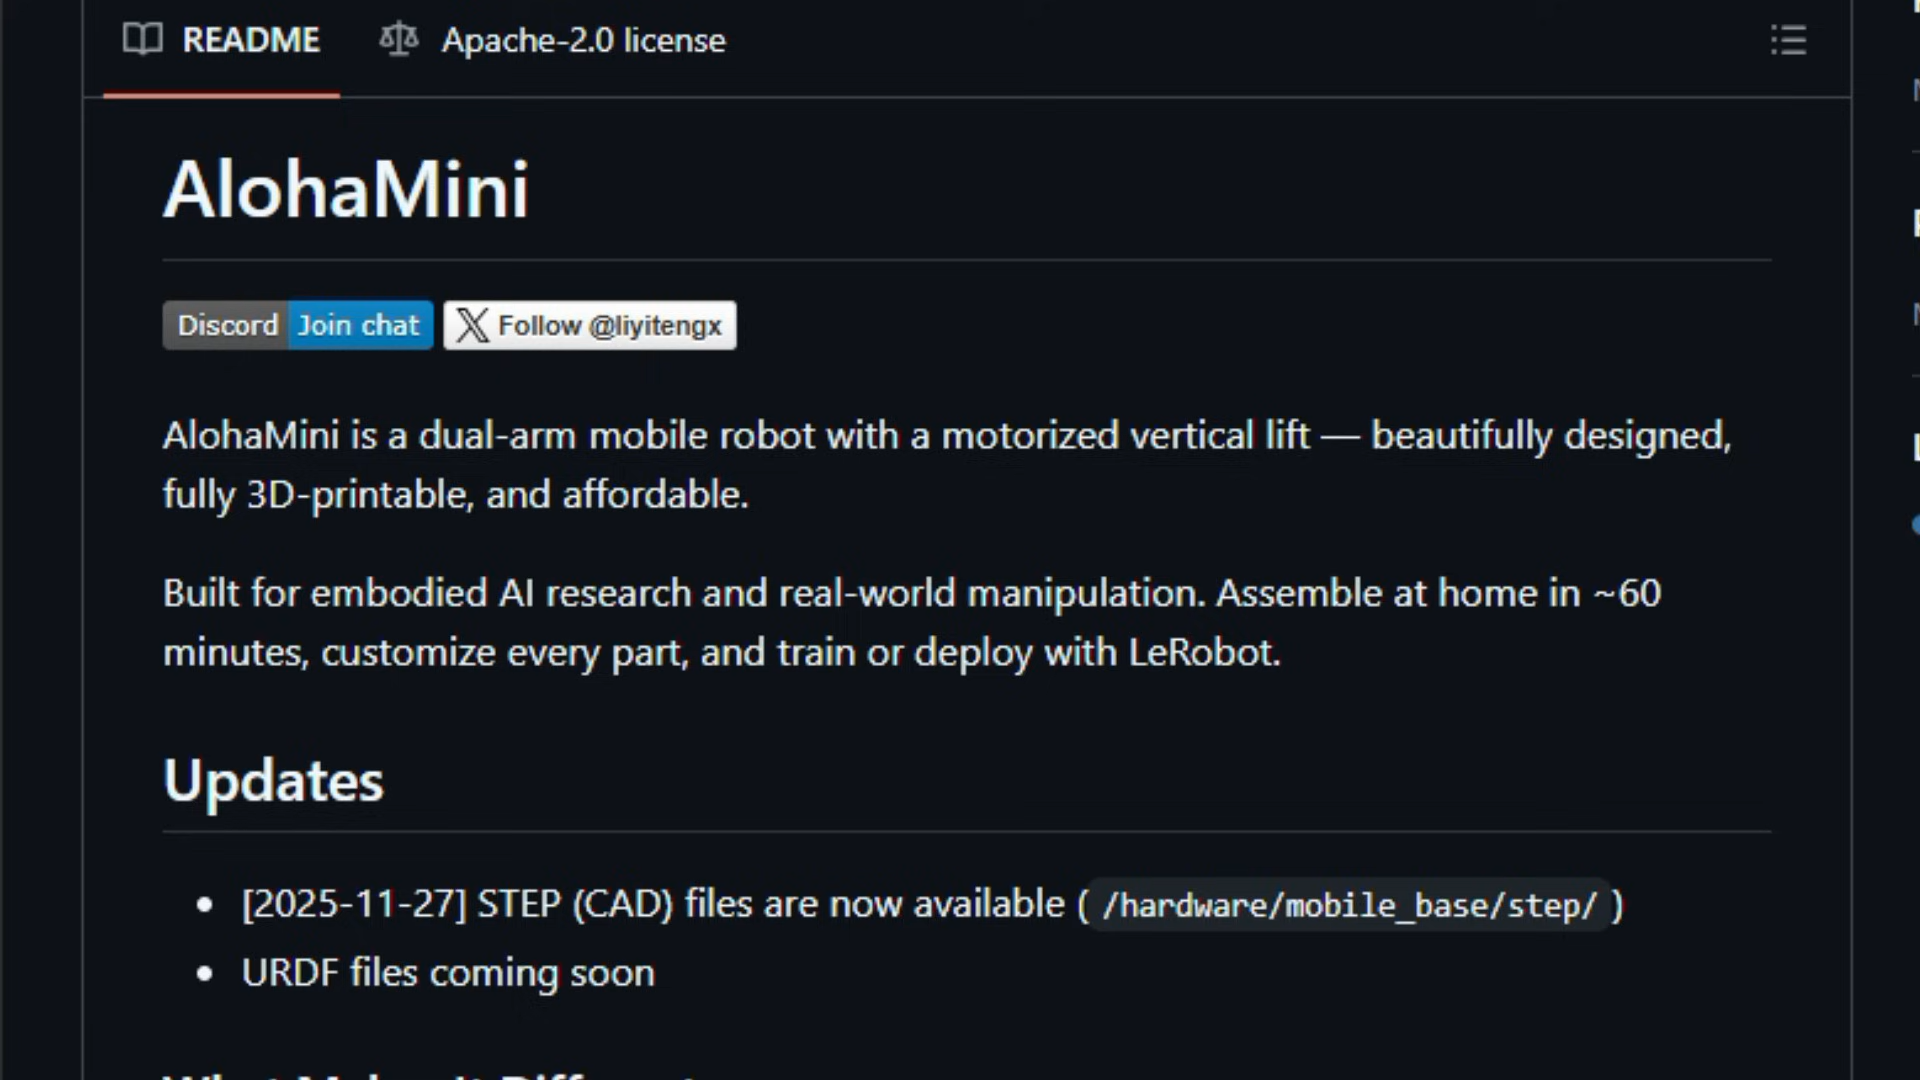 README
Apache-2.0 license
AlohaMini
Discord Join chat
Follow @liyitengx
AlohaMini is a dual-arm mobile robot with a motorized vertical lift — beautifully designed,
fully 3D-printable, and affordable.
Built for embodied AI research and real-world manipulation. Assemble at home in ~60
minutes, customize every part, and train or deploy with LeRobot.
Updates
• [2025-11-27] STEP (CAD) files are now available ( /hardware/mobile_base/step/ )
• URDF files coming soon